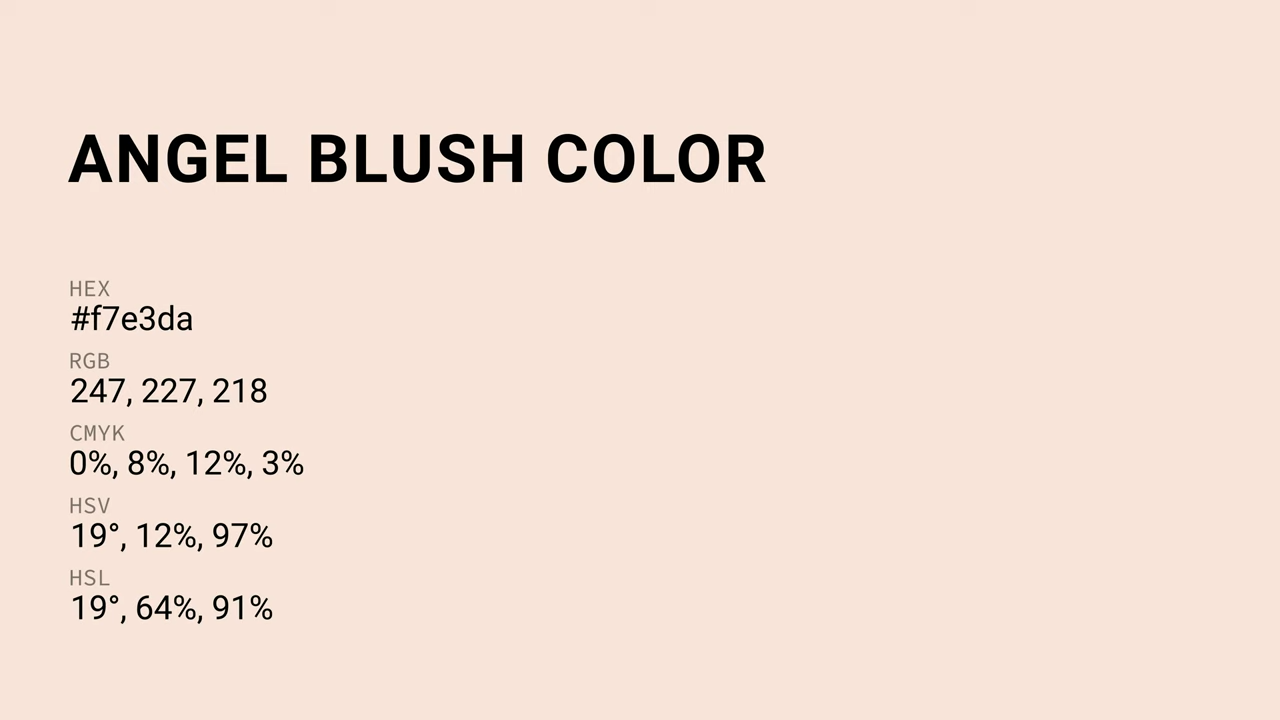 ANGEL BLUSH COLOR
HEX
#f7e3da
RGB
247, 227, 218
CMYK
0%, 8%, 12%, 3%
HSV
19°, 12%, 97%
HSL
19°, 64%, 91%